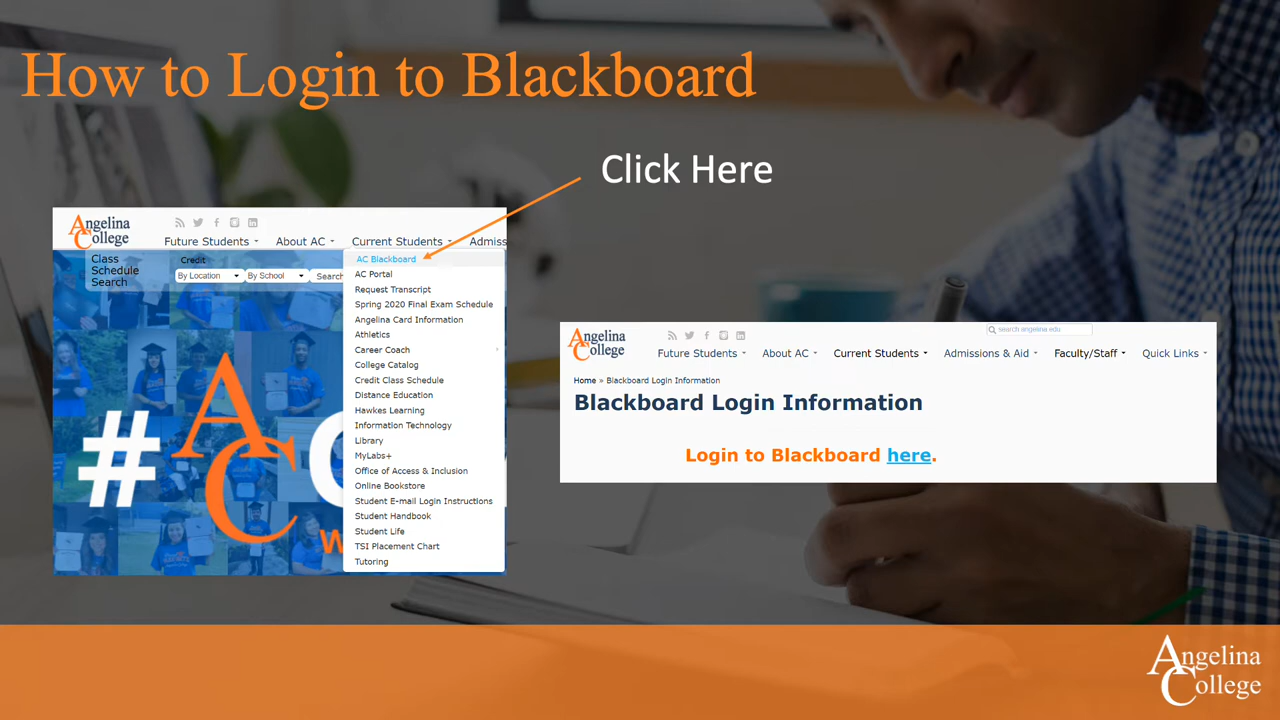 How to Login to Blackboard
Click Here
Angelina
College
Future Students
About AC
Current Students
Admiss
Class
Schedule
Search
Credit
By Location
By School
Search
AC Blackboard
AC Portal
Request Transcript
Spring 2020 Final Exam Schedule
Angelina Card Information
Athletics
Career Coach
College Catalog
Credit Class Schedule
Distance Education
Hawkes Learning
Information Technology
Library
MyLabs+
Office of Access & Inclusion
Online Bookstore
Student E-mail Login Instructions
Student Handbook
Student Life
TSI Placement Chart
Tutoring
#AC
W
Angelina
College
search angelina.edu
Future Students
About AC
Current Students
Admissions & Aid
Faculty/Staff
Quick Links
Home » Blackboard Login Information
Blackboard Login Information
Login to Blackboard here.
Angelina
College